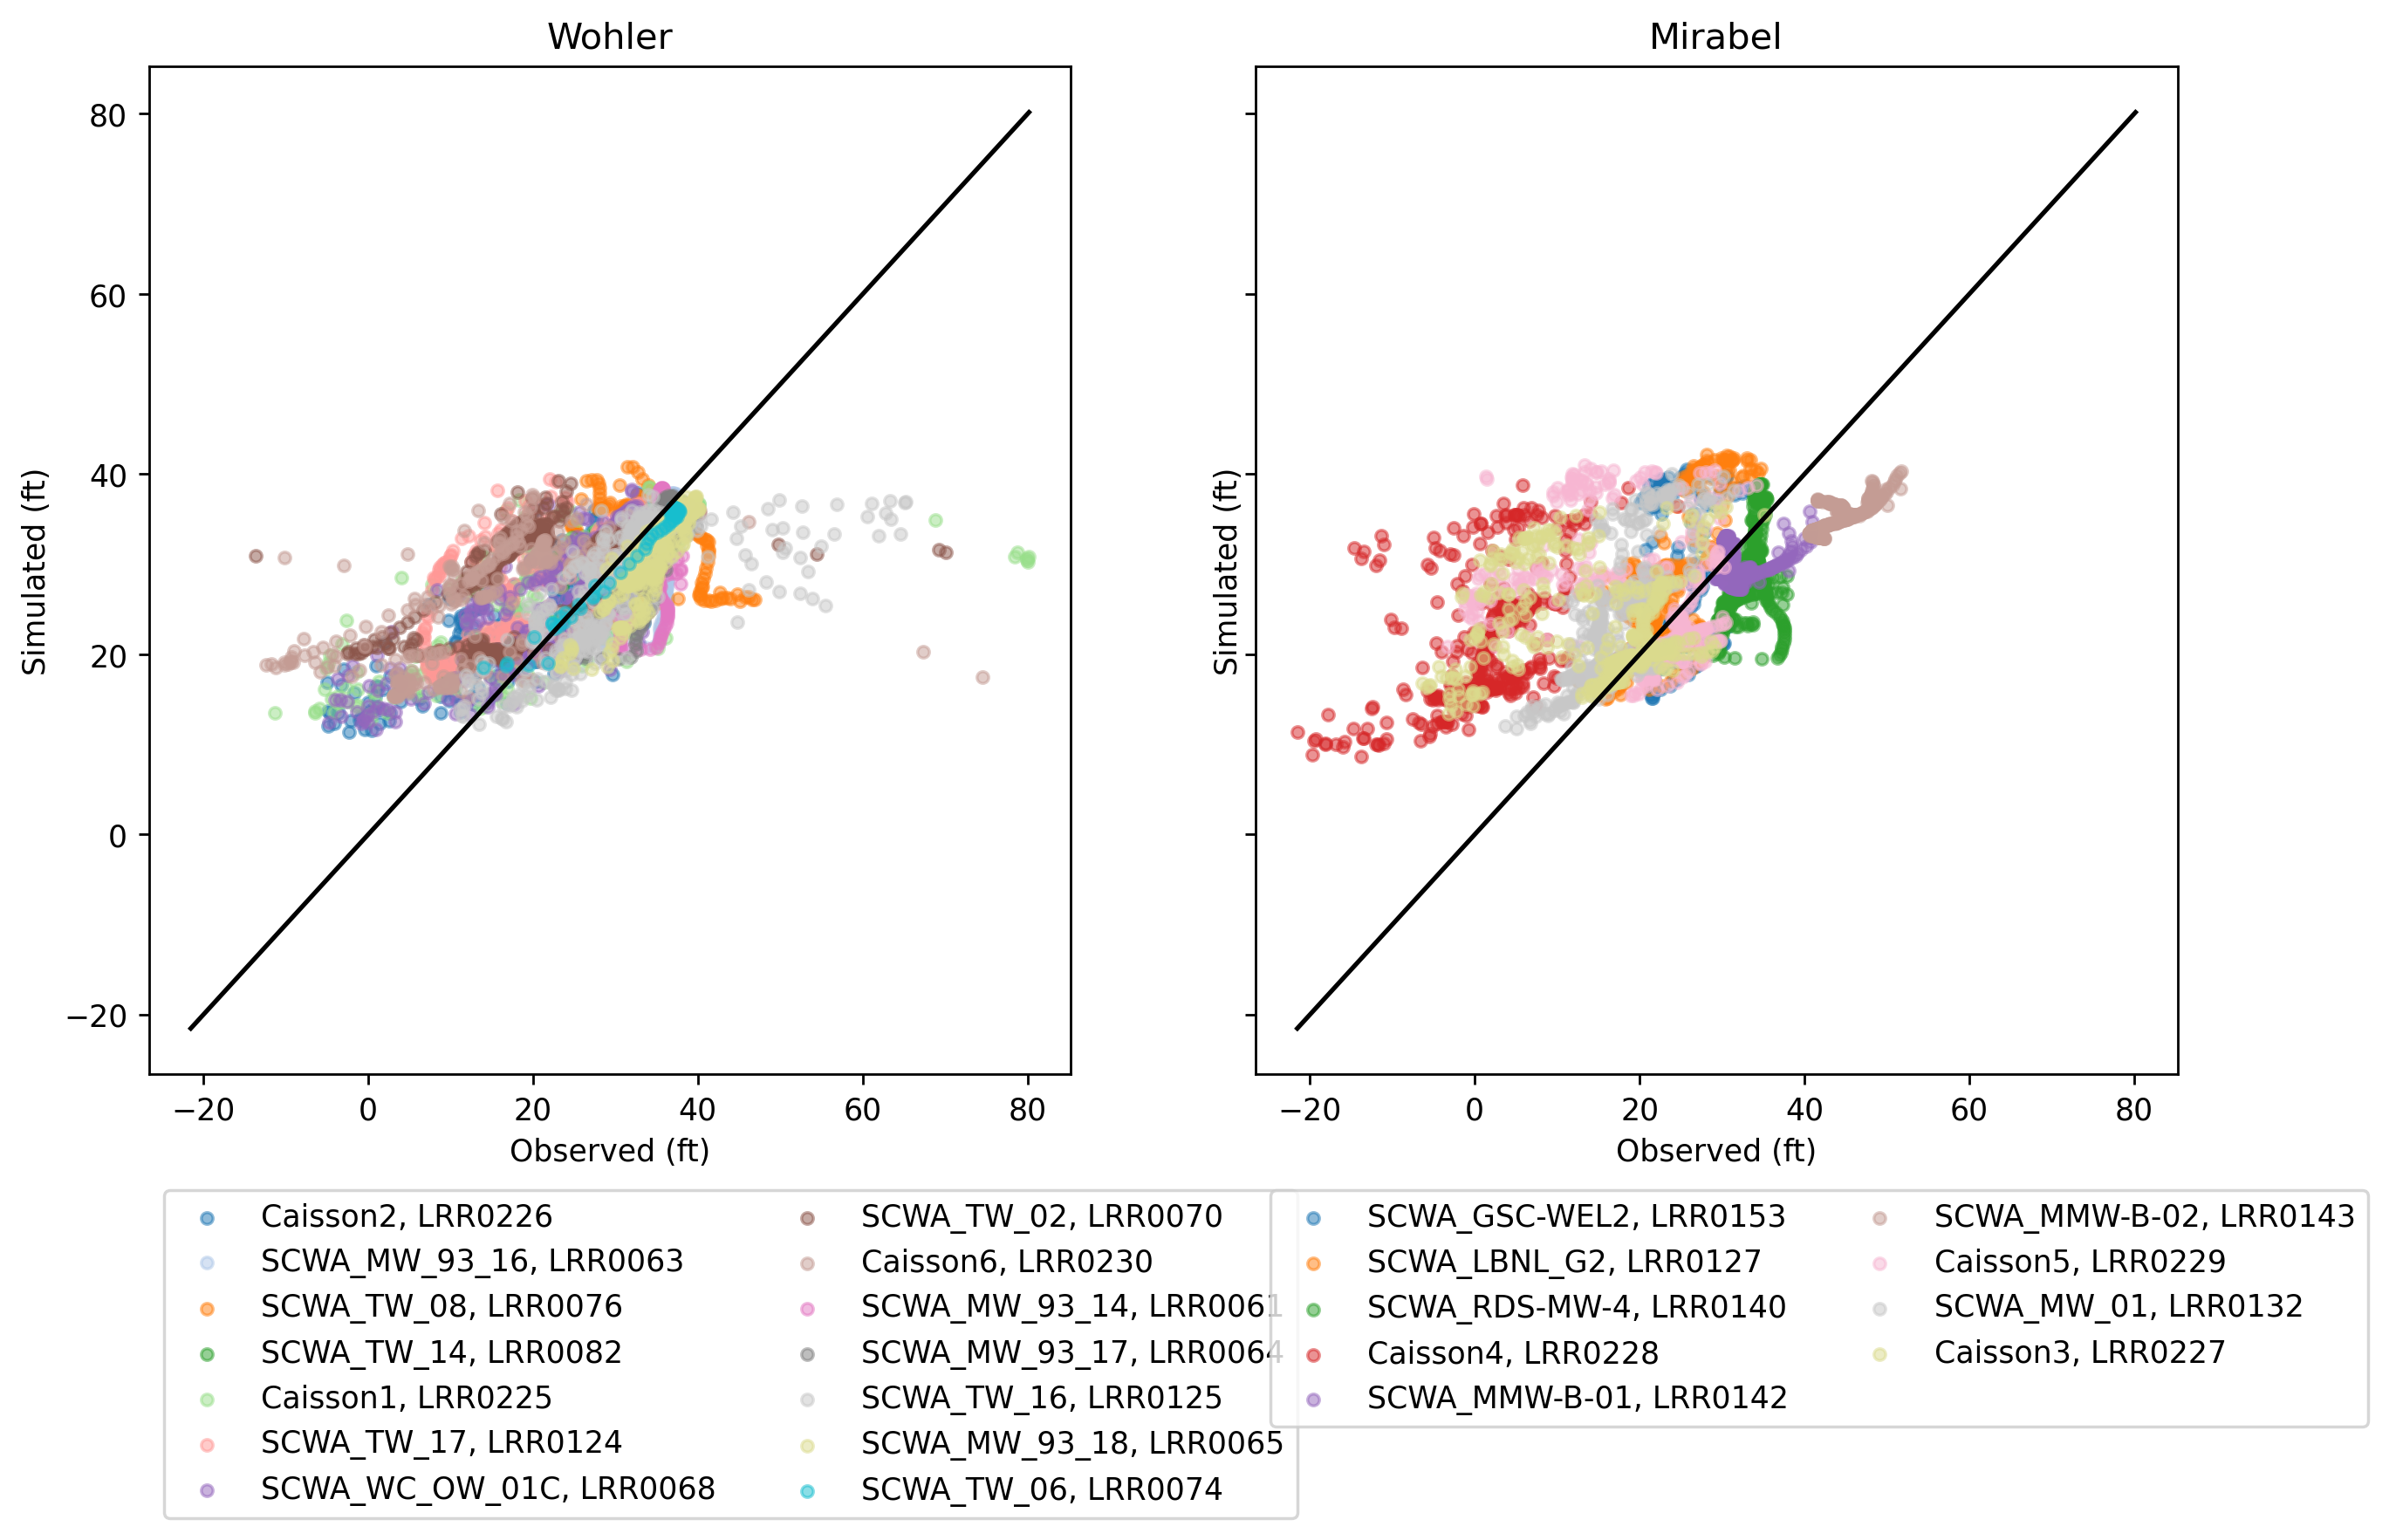 Wohler
Mirabel
80
60
40
20
0
−20
Simulated (ft)
Simulated (ft)
−20 0 20 40 60 80
−20 0 20 40 60 80
Observed (ft)
Observed (ft)
Caisson2, LRR0226
SCWA_MW_93_16, LRR0063
SCWA_TW_08, LRR0076
SCWA_TW_14, LRR0082
Caisson1, LRR0225
SCWA_TW_17, LRR0124
SCWA_WC_OW_01C, LRR0068
SCWA_TW_02, LRR0070
Caisson6, LRR0230
SCWA_MW_93_14, LRR0061
SCWA_MW_93_17, LRR0064
SCWA_TW_16, LRR0125
SCWA_MW_93_18, LRR0065
SCWA_TW_06, LRR0074
SCWA_GSC-WEL2, LRR0153
SCWA_LBNL_G2, LRR0127
SCWA_RDS-MW-4, LRR0140
Caisson4, LRR0228
SCWA_MMW-B-01, LRR0142
SCWA_MMW-B-02, LRR0143
Caisson5, LRR0229
SCWA_MW_01, LRR0132
Caisson3, LRR0227